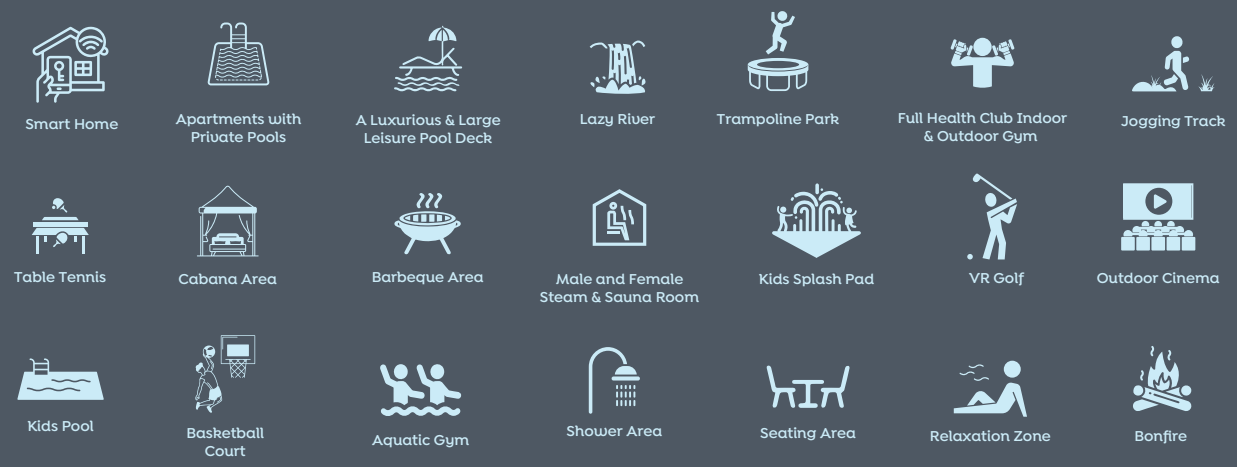 Smart Home
Apartments with
Private Pools
A Luxurious & Large
Leisure Pool Deck
Lazy River
Trampoline Park
Full Health Club Indoor
& Outdoor Gym
Jogging Track
Table Tennis
Cabana Area
Barbeque Area
Male and Female
Steam & Sauna Room
Kids Splash Pad
VR Golf
Outdoor Cinema
Kids Pool
Basketball
Court
Aquatic Gym
Shower Area
Seating Area
Relaxation Zone
Bonfire